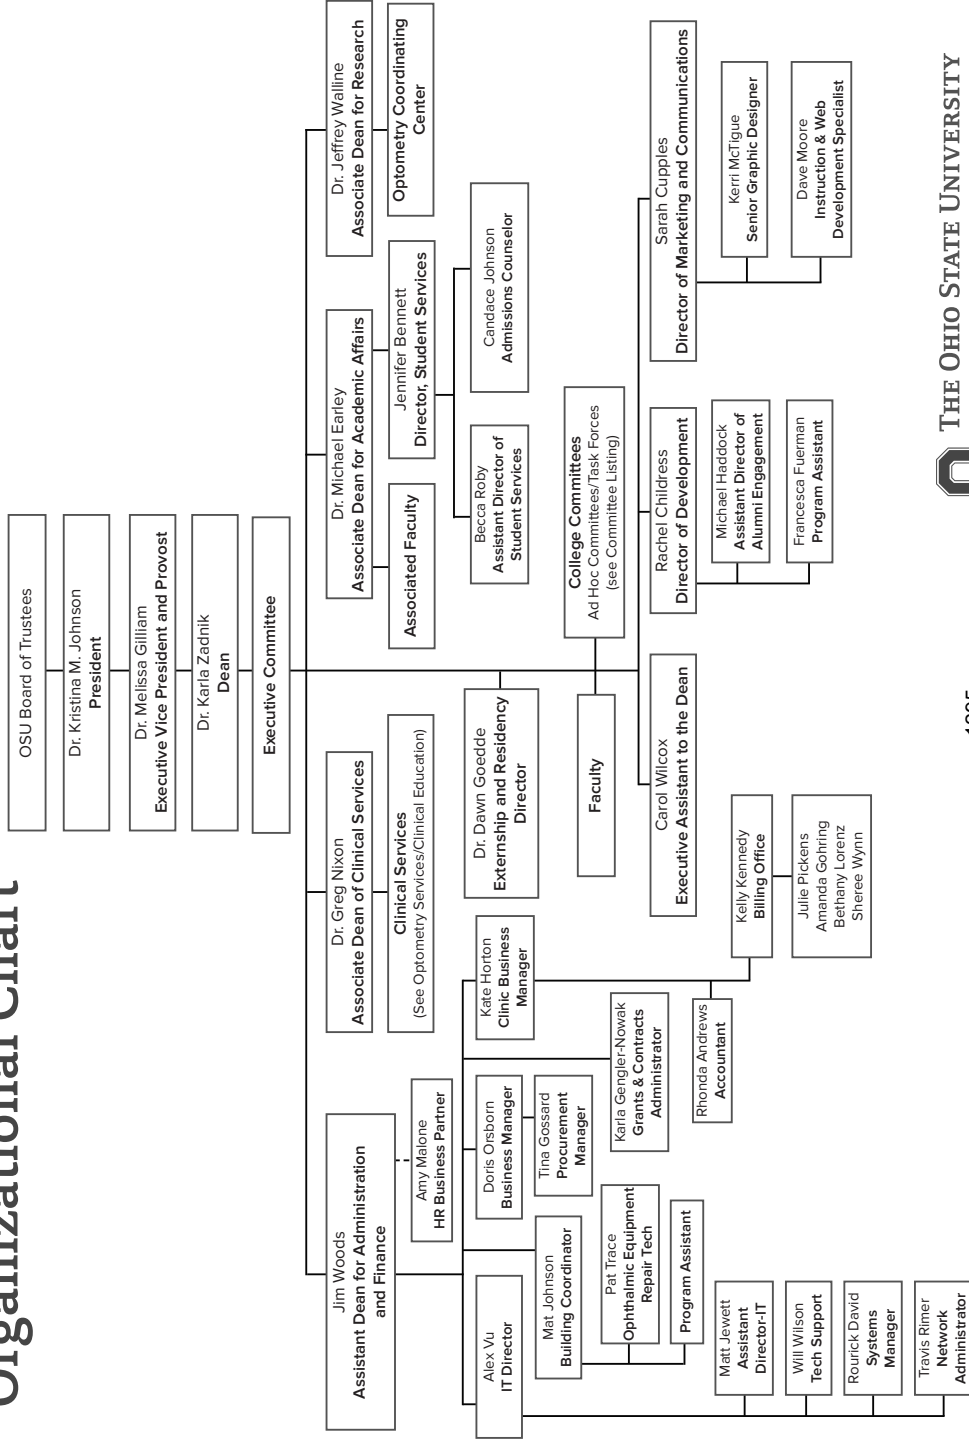 Organizational Chart
OSU Board of Trustees
Dr. Kristina M. Johnson
President
Dr. Melissa Gilliam
Executive Vice President and Provost
Dr. Karla Zadnik
Dean
Executive Committee
Jim Woods
Assistant Dean for Administration
and Finance
Dr. Greg Nixon
Associate Dean of Clinical Services
Dr. Michael Earley
Associate Dean for Academic Affairs
Dr. Jeffrey Walline
Associate Dean for Research
Amy Malone
HR Business Partner
Clinical Services
(See Optometry Services/Clinical Education)
Associated Faculty
Jennifer Bennett
Director, Student Services
Optometry Coordinating
Center
Alex Vu
IT Director
Doris Orsborn
Business Manager
Kate Horton
Clinic Business
Manager
Dr. Dawn Goedde
Externship and Residency
Director
Becca Roby
Assistant Director of
Student Services
Candace Johnson
Admissions Counselor
Mat Johnson
Building Coordinator
Tina Gossard
Procurement
Manager
Faculty
College Committees
Ad Hoc Committees/Task Forces
(see Committee Listing)
Pat Trace
Ophthalmic Equipment
Repair Tech
Program Assistant
Karla Gengler-Nowak
Grants & Contracts
Administrator
Rhonda Andrews
Accountant
Carol Wilcox
Executive Assistant to the Dean
Rachel Childress
Director of Development
Sarah Cupples
Director of Marketing and Communications
Matt Jewett
Assistant
Director-IT
Will Wilson
Tech Support
Rourick David
Systems
Manager
Travis Rimer
Network
Administrator
Kelly Kennedy
Billing Office
Julie Pickens
Amanda Gohring
Bethany Lorenz
Sheree Wynn
Michael Haddock
Assistant Director of
Alumni Engagement
Francesca Fuerman
Program Assistant
Kerri McTigue
Senior Graphic Designer
Dave Moore
Instruction & Web
Development Specialist
THE OHIO STATE UNIVERSITY